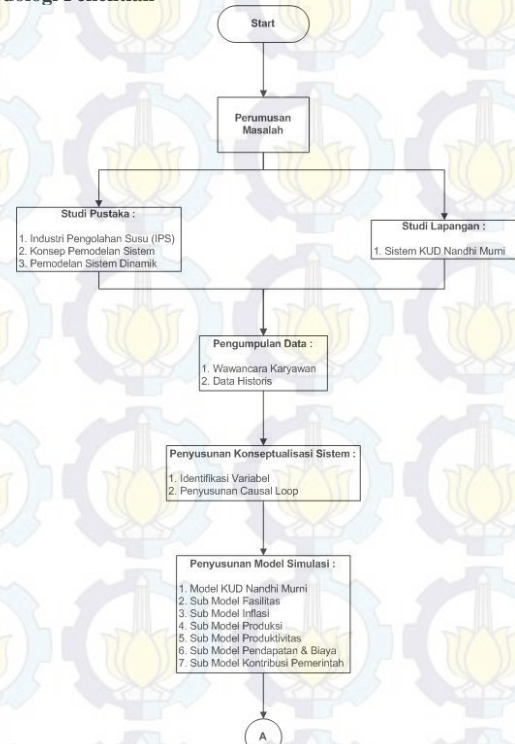 Start
Perumusan
Masalah
Studi Pustaka :
1. Industri Pengolahan Susu (IPS)
2. Konsep Pemodelan Sistem
3. Pemodelan Sistem Dinamik
Studi Lapangan :
1. Sistem KUD Nandhi Murni
Pengumpulan Data :
1. Wawancara Karyawan
2. Data Historis
Penyusunan Konseptualisasi Sistem :
1. Identifikasi Variabel
2. Penyusunan Causal Loop
Penyusunan Model Simulasi :
1. Model KUD Nandhi Murni
2. Sub Model Fasilitas
3. Sub Model Inflasi
4. Sub Model Produksi
5. Sub Model Produktivitas
6. Sub Model Pendapatan & Biaya
7. Sub Model Kontribusi Pemerintah
A